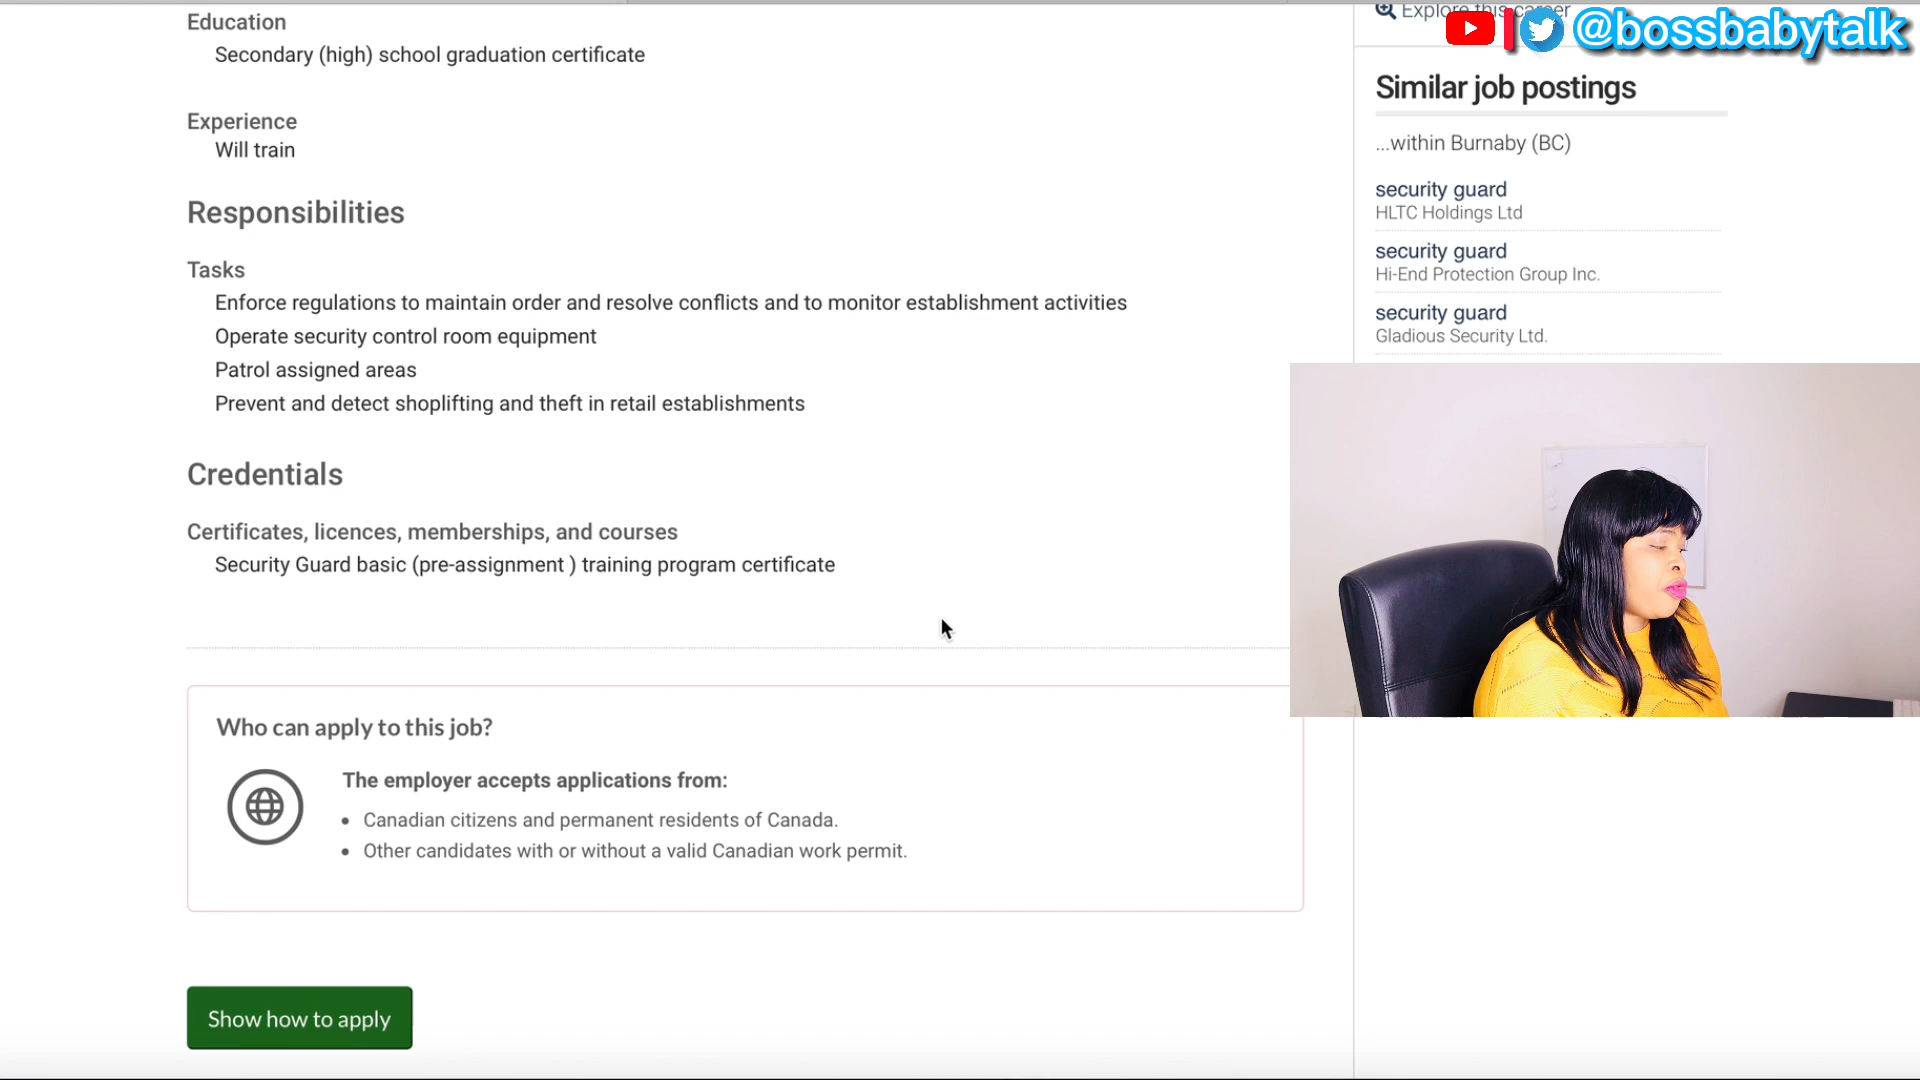 Education
Secondary (high) school graduation certificate
Experience
Will train
Responsibilities
Tasks
Enforce regulations to maintain order and resolve conflicts and to monitor establishment activities
Operate security control room equipment
Patrol assigned areas
Prevent and detect shoplifting and theft in retail establishments
Credentials
Certificates, licences, memberships, and courses
Security Guard basic (pre-assignment ) training program certificate
Who can apply to this job?
The employer accepts applications from:
Canadian citizens and permanent residents of Canada.
Other candidates with or without a valid Canadian work permit.
Show how to apply
Explore this career
@bossbabytalk
Similar job postings
...within Burnaby (BC)
security guard
HLTC Holdings Ltd
security guard
Hi-End Protection Group Inc.
security guard
Gladious Security Ltd.